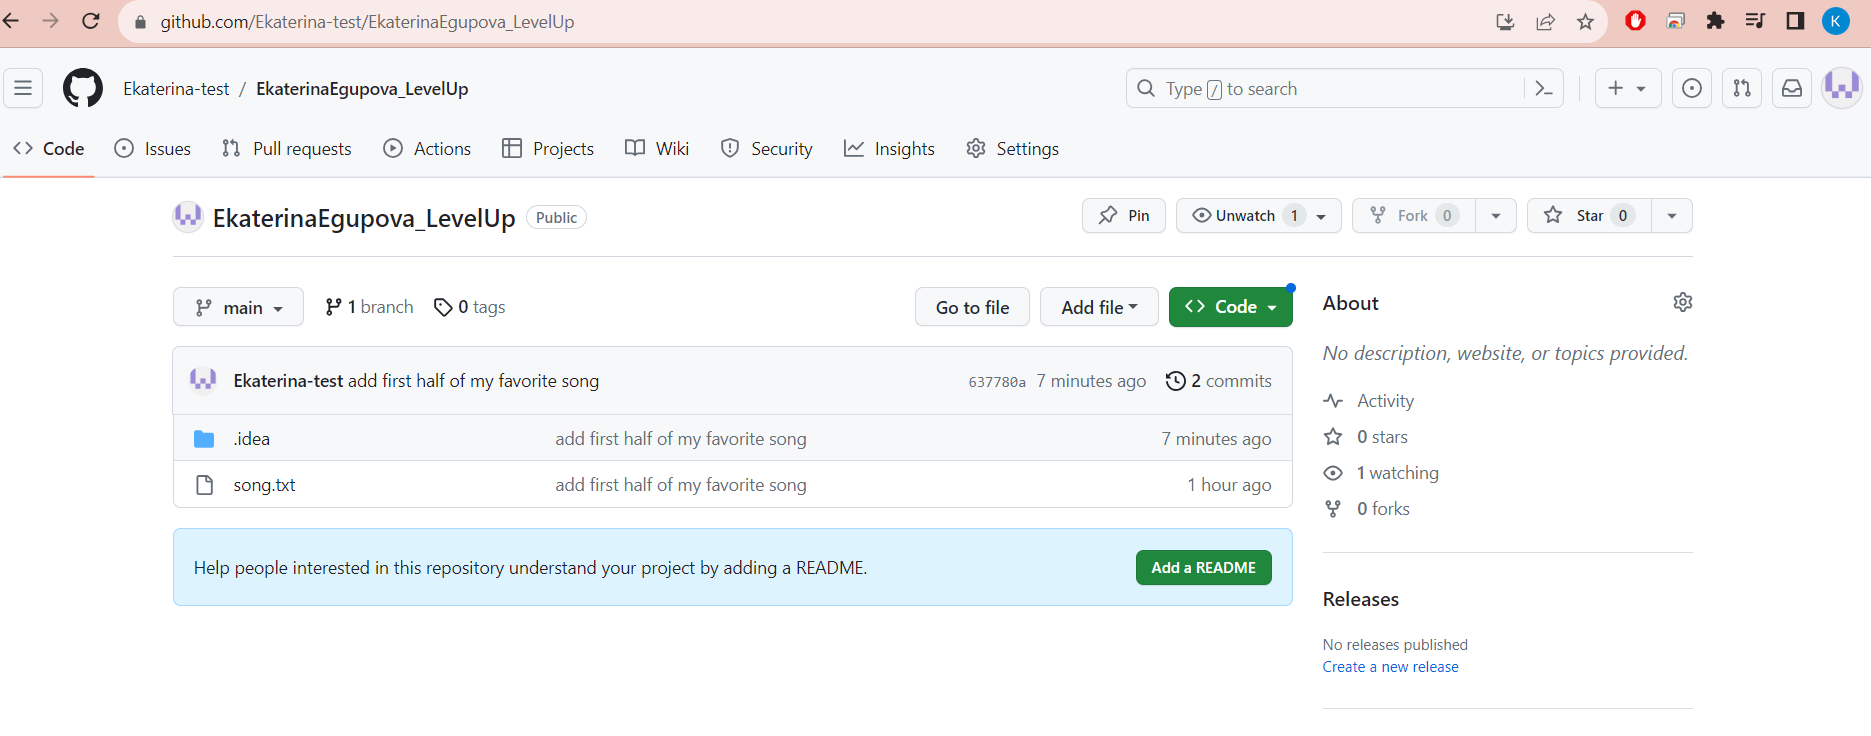 github.com/Ekaterina-test/EkaterinaEgupova_LevelUp
K
Ekaterina-test / EkaterinaEgupova_LevelUp
Type / to search
Code Issues Pull requests Actions Projects Wiki Security Insights Settings
EkaterinaEgupova_LevelUp Public
Pin Unwatch 1 Fork 0 Star 0
main 1 branch 0 tags Go to file Add file Code
Ekaterina-test add first half of my favorite song 637780a 7 minutes ago 2 commits
.idea add first half of my favorite song 7 minutes ago
song.txt add first half of my favorite song 1 hour ago
Help people interested in this repository understand your project by adding a README. Add a README
About
No description, website, or topics provided.
Activity
0 stars
1 watching
0 forks
Releases
No releases published
Create a new release